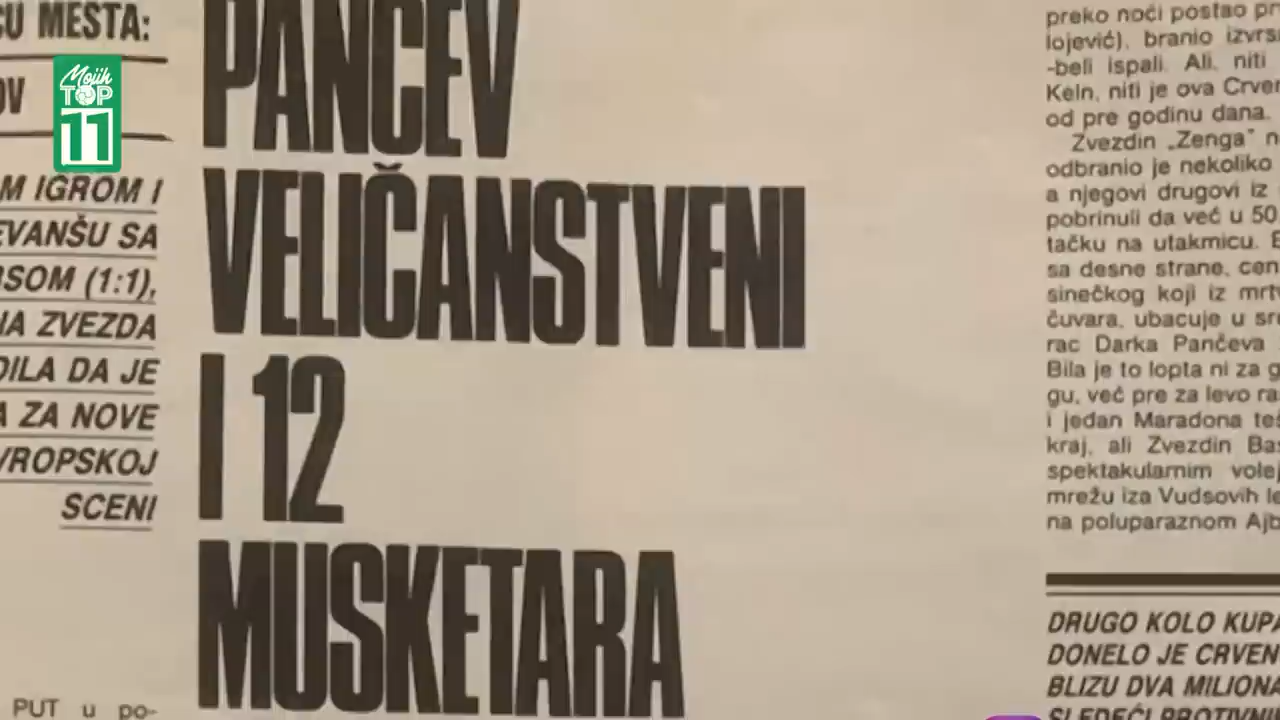 CU MESTA:
OV
Mojih
TOP
11
M IGROM I
EVANŠU SA
SOM (1:1),
NA ZVEZDA
DILA DA JE
A ZA NOVE
VROPSKOJ
SCENI
PUT u po-
PANČEV
VELIČANSTVENI
I 12
MUSKETARA
preko noći postao pr
lojević), branio izvrs
-beli ispali. Ali, niti
Keln, niti je ova Crve
od pre godinu dana.
Zvezdin „Zenga" n
odbranio je nekoliko
a njegovi drugovi iz
pobrinuli da već u 50
tačku na utakmicu.
sa desne strane, cen
sinečkog koji iz mrt
čuvara, ubacuje u sr
rac Darka Pančeva
Bila je to lopta ni za g
gu, već pre za levo ra
i jedan Maradona te
kraj, ali Zvezdin Ba
spektakularnim vole
mrežu iza Vudsovih le
na poluparaznom Ajb
DRUGO KOLO KUPA
DONELO JE CRVEN
BLIZU DVA MILIONA
SLEDEĆI PROTIVNI